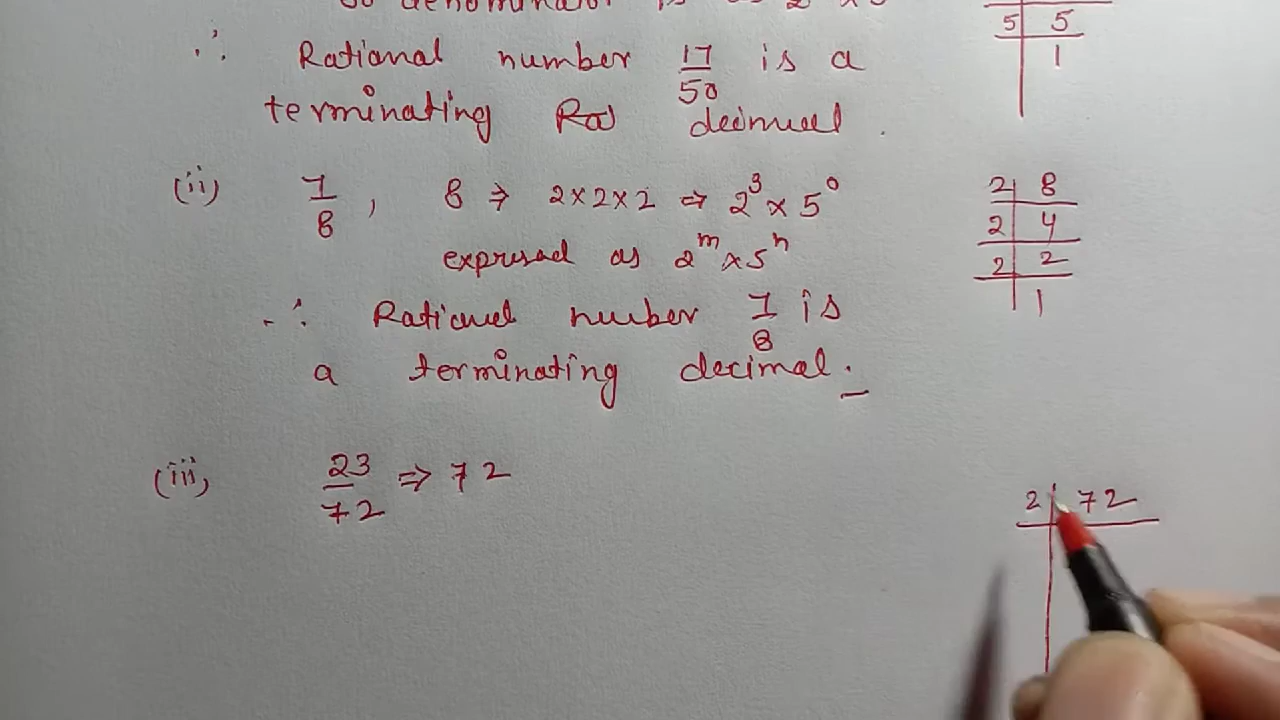 5 | 5
1
∴ Rational number 17/50 is a
terminating Ra decimal.
(ii) 7/8, 8 ⇒ 2×2×2 ⇒ 2³×5⁰
expresed as 2ᵐ×5ⁿ
∴ Rational number 7/8 is
a terminating decimal.
2 | 8
2 | 4
2 | 2
1
(iii) 23/72 ⇒ 72
2 | 72